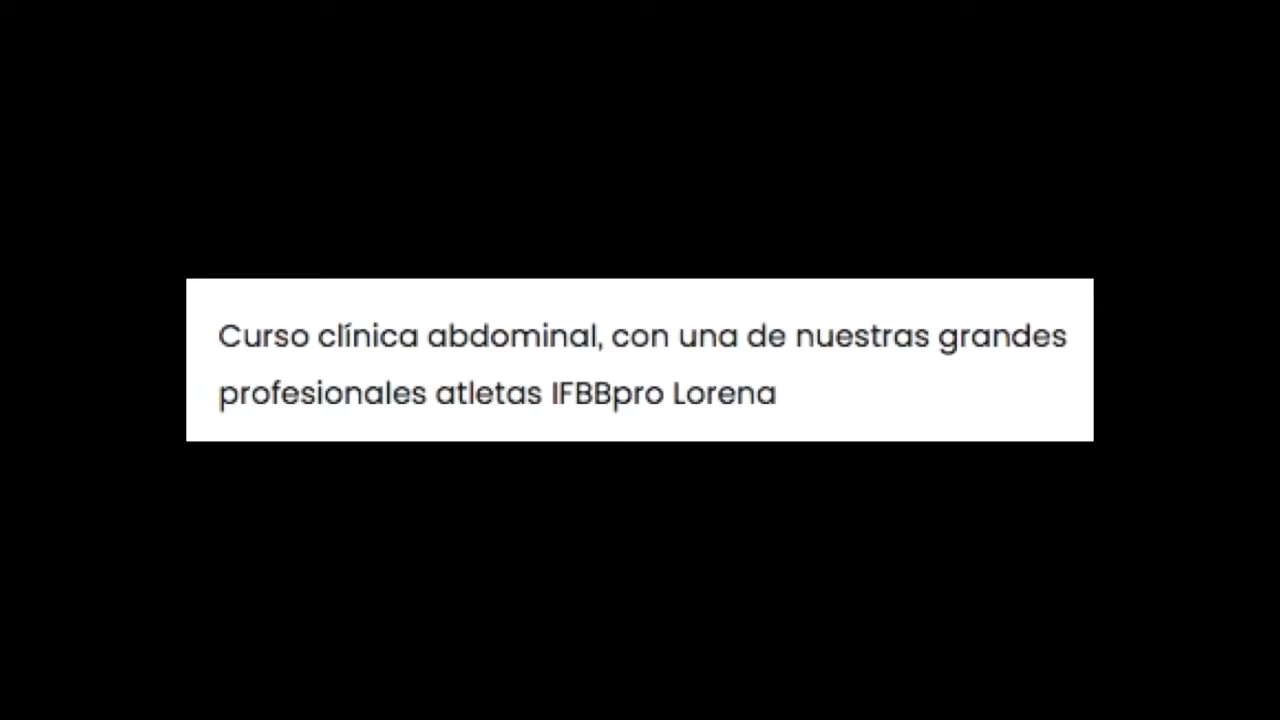 Curso clínica abdominal, con una de nuestras grandes
profesionales atletas IFBBpro Lorena